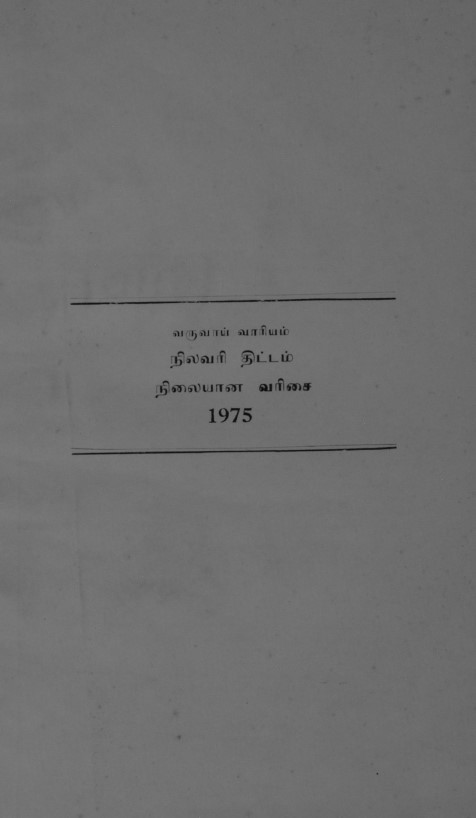 வருவாய் வாரியம்
நிலவரி திட்டம்
நிலையான வரிசை
1975